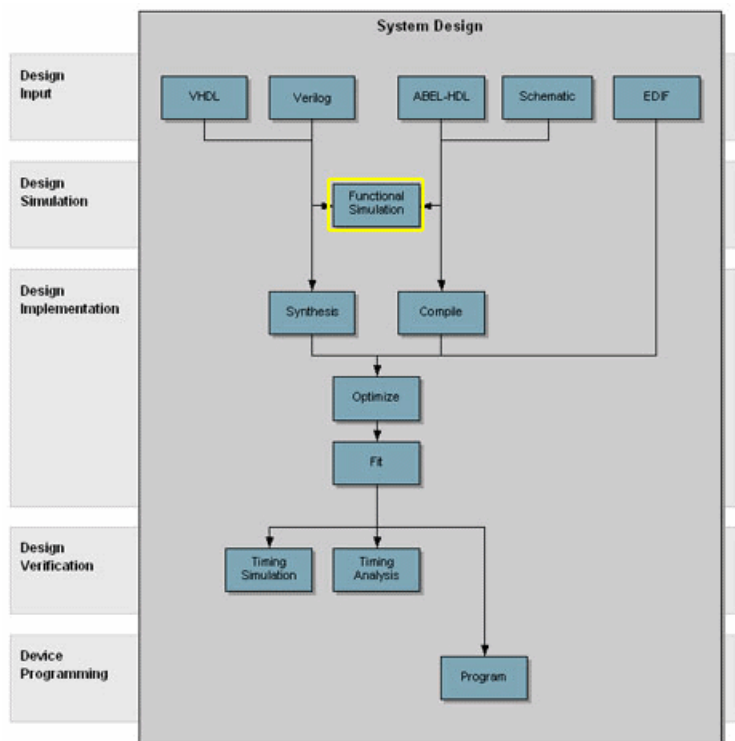 System Design
Design
Input
VHDL
Verilog
ABEL-HDL
Schematic
EDIF
Design
Simulation
Functional
Simulation
Design
Implementation
Synthesis
Compile
Optimize
Fit
Design
Verification
Timing
Simulation
Timing
Analysis
Device
Programming
Program